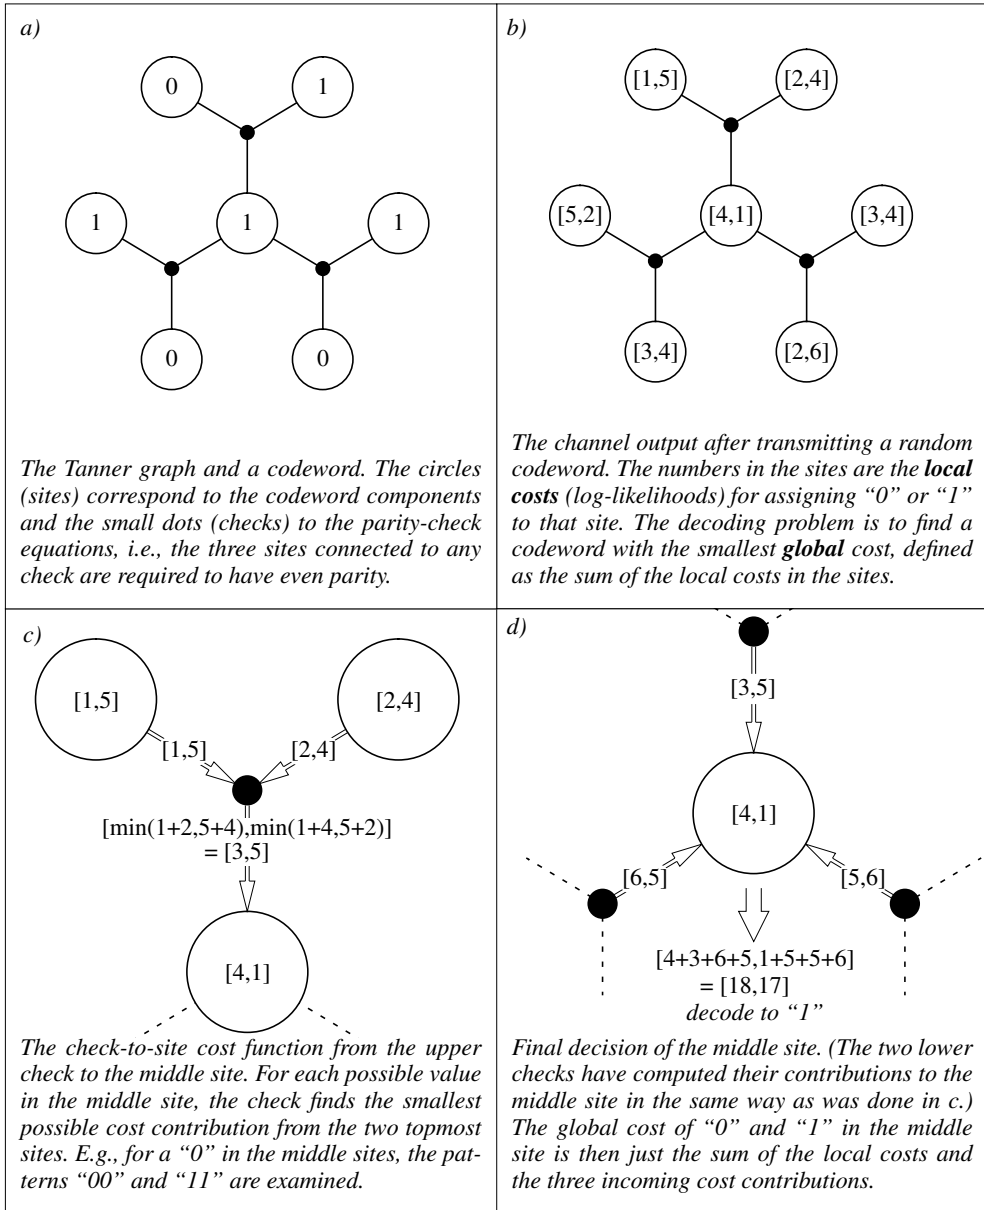 a)
0
1
1
1
1
0
0
The Tanner graph and a codeword. The circles
(sites) correspond to the codeword components
and the small dots (checks) to the parity-check
equations, i.e., the three sites connected to any
check are required to have even parity.
b)
[1,5]
[2,4]
[5,2]
[4,1]
[3,4]
[3,4]
[2,6]
The channel output after transmitting a random
codeword. The numbers in the sites are the local
costs (log-likelihoods) for assigning “0” or “1”
to that site. The decoding problem is to find a
codeword with the smallest global cost, defined
as the sum of the local costs in the sites.
c)
[1,5]
[2,4]
[1,5]
[2,4]
[min(1+2,5+4),min(1+4,5+2)]
= [3,5]
[4,1]
The check-to-site cost function from the upper
check to the middle site. For each possible value
in the middle site, the check finds the smallest
possible cost contribution from the two topmost
sites. E.g., for a “0” in the middle sites, the pat-
terns “00” and “11” are examined.
d)
[3,5]
[4,1]
[6,5]
[5,6]
[4+3+6+5,1+5+5+6]
= [18,17]
decode to “1”
Final decision of the middle site. (The two lower
checks have computed their contributions to the
middle site in the same way as was done in c.)
The global cost of “0” and “1” in the middle
site is then just the sum of the local costs and
the three incoming cost contributions.